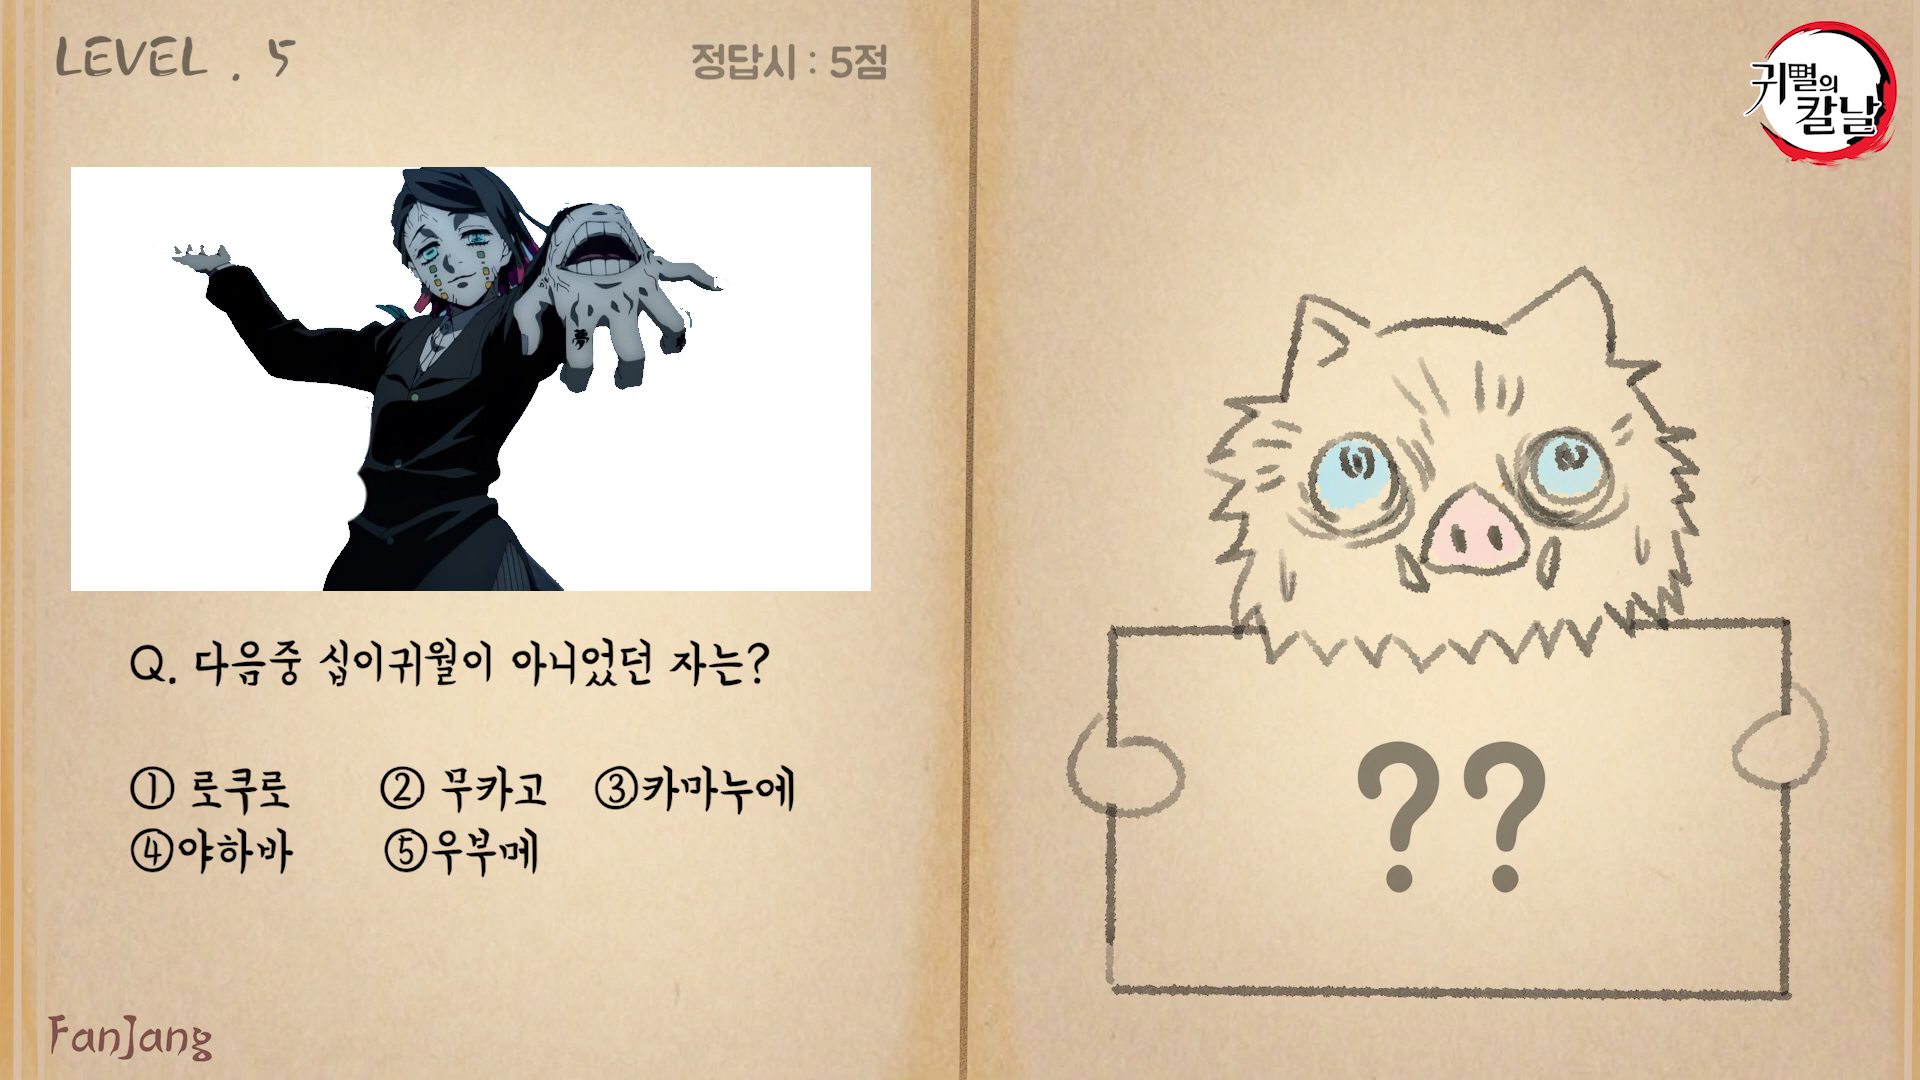 LEVEL . 5
정답시 : 5점
귀멸의
칼날
夢
Q. 다음중 십이귀월이 아니었던 자는?
① 로쿠로 ② 무카고 ③카마누에
④야하바 ⑤우부메
??
FanJang